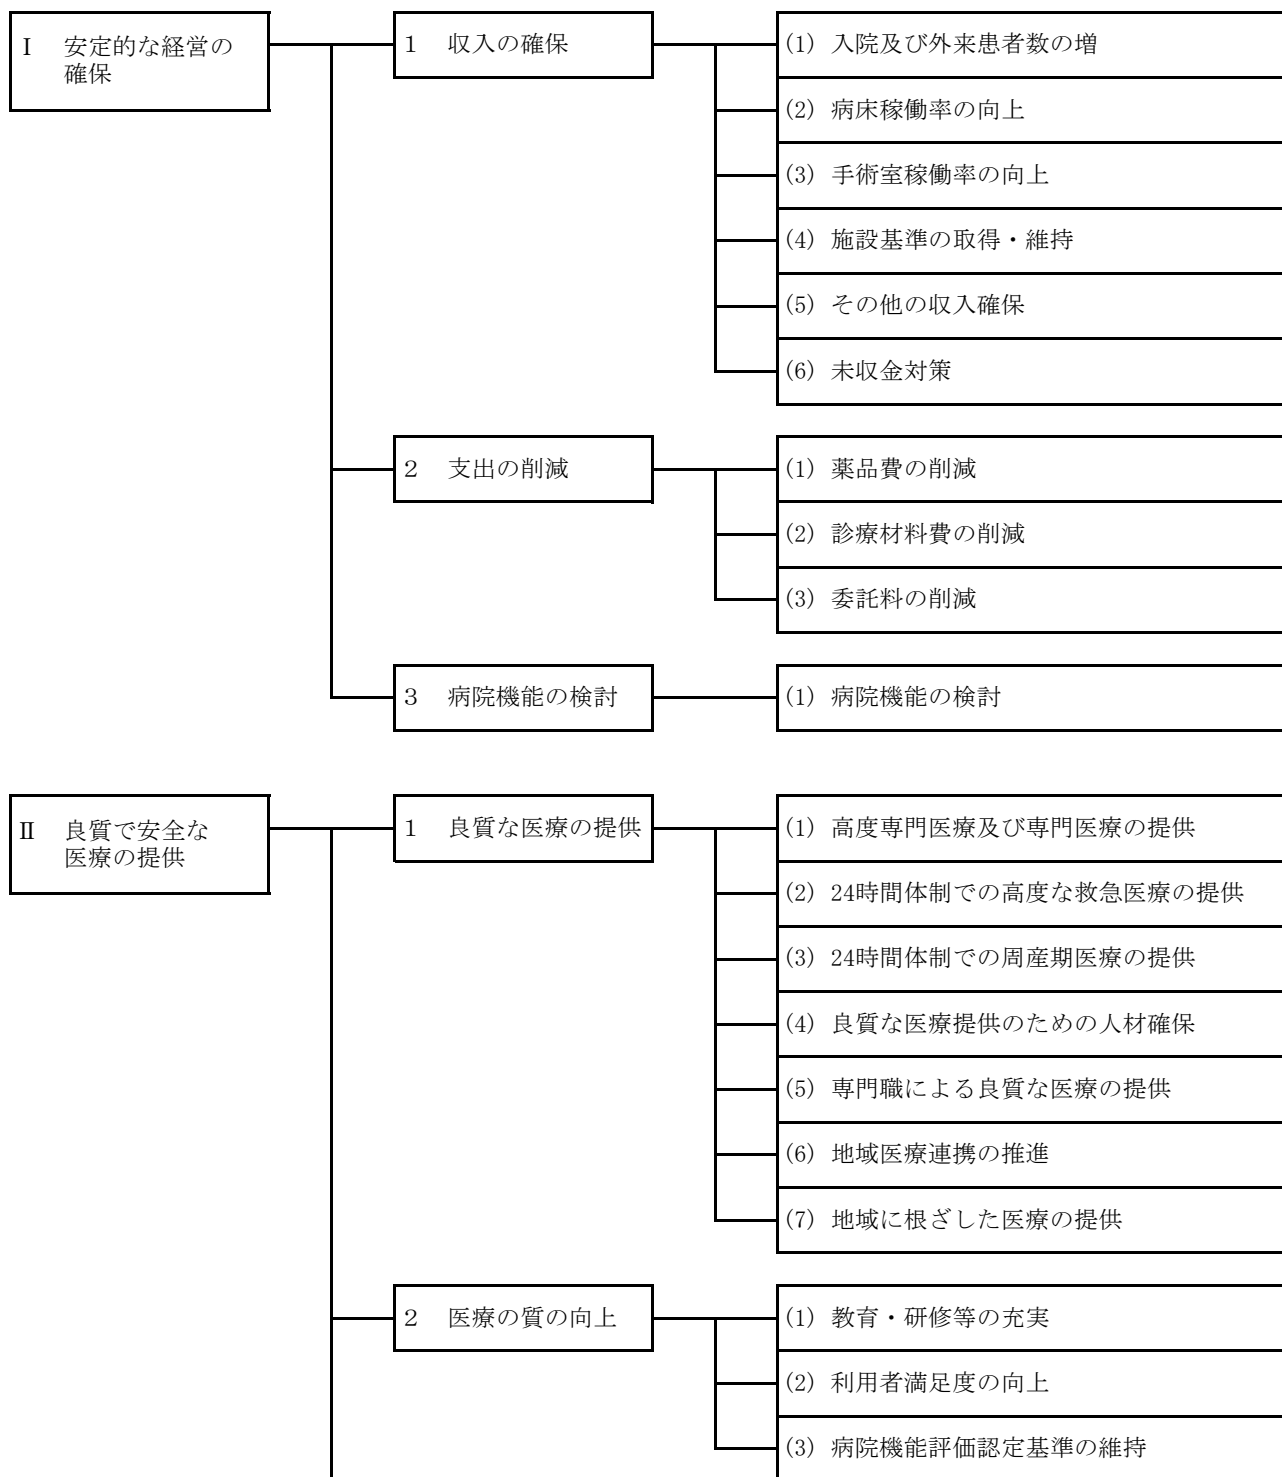 Ⅰ 安定的な経営の
確保
1 収入の確保
(1) 入院及び外来患者数の増
(2) 病床稼働率の向上
(3) 手術室稼働率の向上
(4) 施設基準の取得・維持
(5) その他の収入確保
(6) 未収金対策
2 支出の削減
(1) 薬品費の削減
(2) 診療材料費の削減
(3) 委託料の削減
3 病院機能の検討
(1) 病院機能の検討
Ⅱ 良質で安全な
医療の提供
1 良質な医療の提供
(1) 高度専門医療及び専門医療の提供
(2) 24時間体制での高度な救急医療の提供
(3) 24時間体制での周産期医療の提供
(4) 良質な医療提供のための人材確保
(5) 専門職による良質な医療の提供
(6) 地域医療連携の推進
(7) 地域に根ざした医療の提供
2 医療の質の向上
(1) 教育・研修等の充実
(2) 利用者満足度の向上
(3) 病院機能評価認定基準の維持